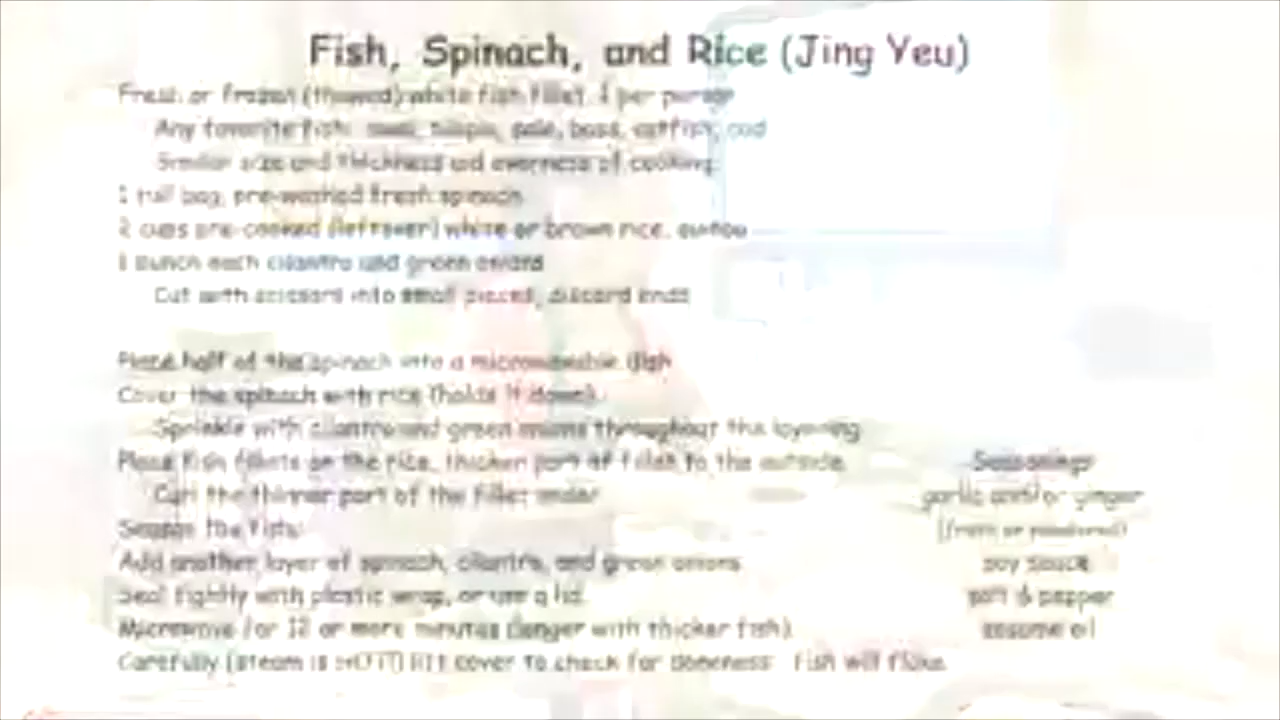 Fish, Spinach, and Rice (Jing Yeu)
Fresh or frozen (thawed) white fish fillet, 1 per person
Any favorite fish: sole, bass, catfish, cod
Similar size and thickness aid evenness of cooking
1 full bag, pre-washed fresh spinach
2 cups pre-cooked (leftover) white or brown rice,
1 bunch each cilantro and green onions
Cut with scissors into small pieces, discard ends
Place half of the spinach into a microwavable dish
Cover the spinach with rice (holds it down).
Sprinkle with cilantro and green onions throughout the layering
Place fish fillets on the rice, thicker part of fillet to the outside.
Curl the thinner part of the fillet under
Season the fish.
Add another layer of spinach, cilantro, and green onions
Seal tightly with plastic wrap, or use a lid.
Microwave for 12 or more minutes (longer with thicker fish).
Carefully (steam is HOT!!) lift cover to check for doneness. Fish will flake.
Seasonings
garlic and/or ginger
(fresh or powdered)
soy sauce
salt & pepper
sesame oil